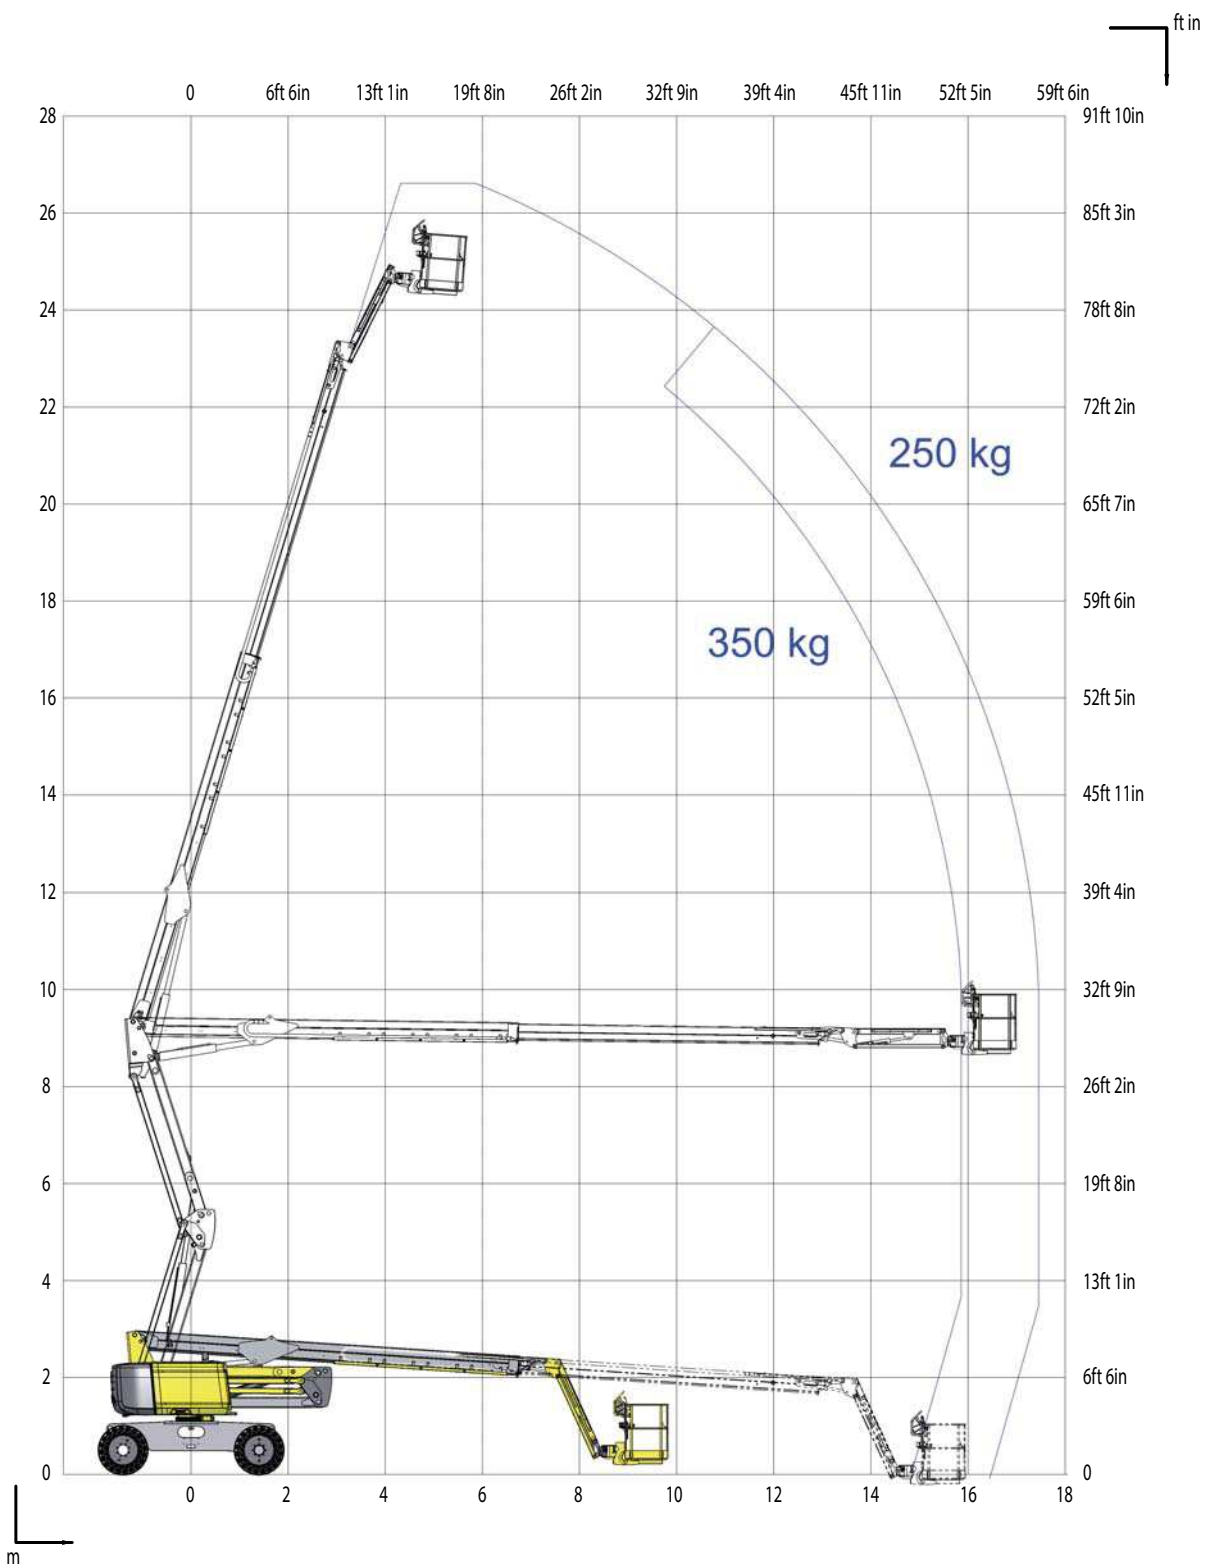 ft in
0 6ft 6in 13ft 1in 19ft 8in 26ft 2in 32ft 9in 39ft 4in 45ft 11in 52ft 5in 59ft 6in
28 91ft 10in
26 85ft 3in
24 78ft 8in
22 72ft 2in
250 kg
20 65ft 7in
18 59ft 6in
350 kg
16 52ft 5in
14 45ft 11in
12 39ft 4in
10 32ft 9in
8 26ft 2in
6 19ft 8in
4 13ft 1in
2 6ft 6in
0 0
0 2 4 6 8 10 12 14 16 18
m